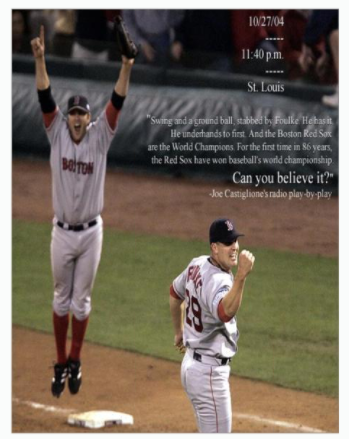 10/27/04
-----
11:40 p.m.
-----
St. Louis
"Swing and a ground ball, stabbed by Foulke. He has it.
He underhands to first. And the Boston Red Sox
are the World Champions. For the first time in 86 years,
the Red Sox have won baseball's world championship.
Can you believe it?"
-Joe Castiglione's radio play-by-play
BOSTON
FOULKE
29
B